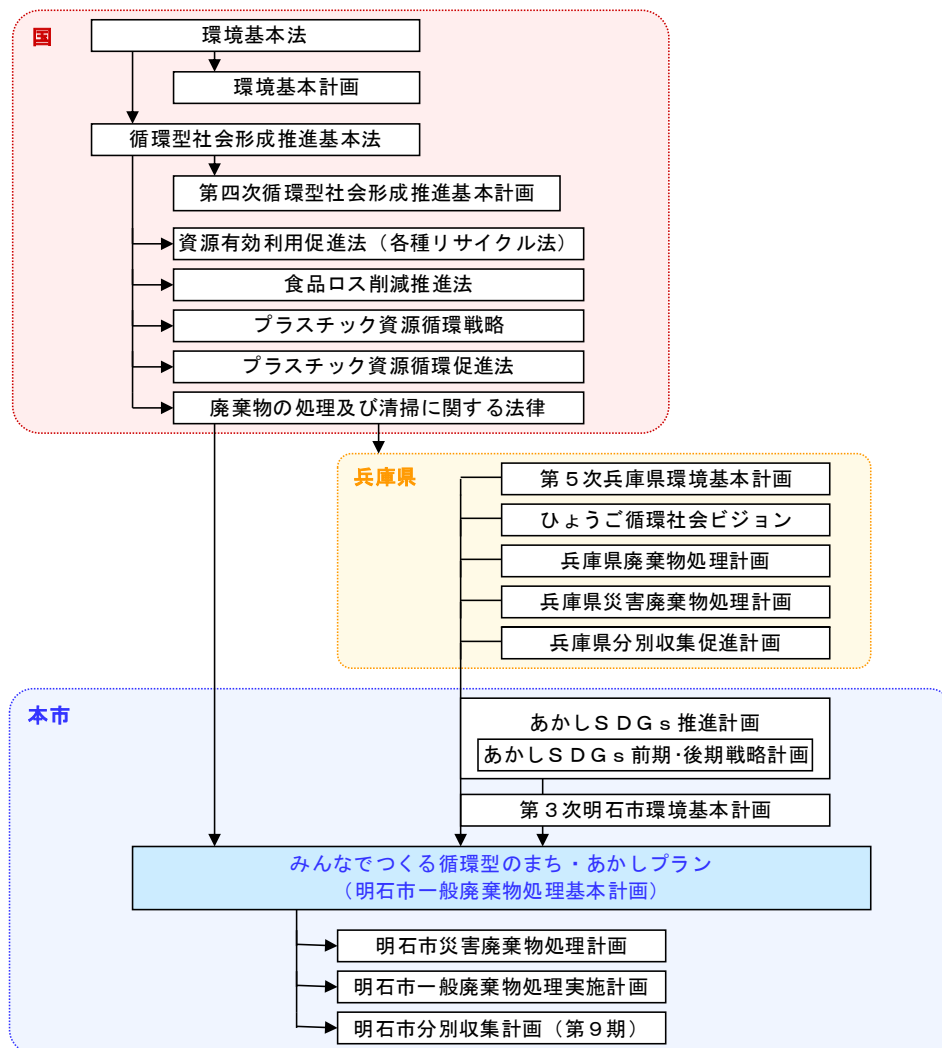 国
環境基本法
環境基本計画
循環型社会形成推進基本法
第四次循環型社会形成推進基本計画
資源有効利用促進法（各種リサイクル法）
食品ロス削減推進法
プラスチック資源循環戦略
プラスチック資源循環促進法
廃棄物の処理及び清掃に関する法律
兵庫県
第５次兵庫県環境基本計画
ひょうご循環社会ビジョン
兵庫県廃棄物処理計画
兵庫県災害廃棄物処理計画
兵庫県分別収集促進計画
本市
あかしＳＤＧｓ推進計画
あかしＳＤＧｓ前期･後期戦略計画
第３次明石市環境基本計画
みんなでつくる循環型のまち・あかしプラン
（明石市一般廃棄物処理基本計画）
明石市災害廃棄物処理計画
明石市一般廃棄物処理実施計画
明石市分別収集計画（第９期）